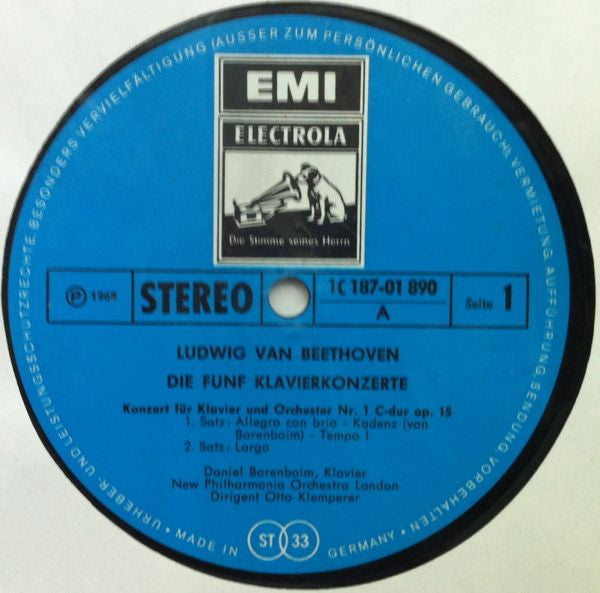 URHEBER- UND LEISTUNGSSCHUTZRECHTE, BESONDERS VERVIELFÄLTIGUNG (AUSSER ZUM PERSÖNLICHEN GEBRAUCH), VERMIETUNG, AUFFÜHRUNG, SENDUNG VORBEHALTEN
EMI
ELECTROLA
Die Stimme seines Herrn
℗ 1968
STEREO
1C 187-01 890
A
Seite 1
LUDWIG VAN BEETHOVEN
DIE FUNF KLAVIERKONZERTE
Konzert für Klavier und Orchester Nr. 1 C-dur op. 15
1. Satz: Allegro con brio - Kadenz (von
Barenboim) - Tempo I
2. Satz: Largo
Daniel Barenboim, Klavier
New Philharmonia Orchestra London
Dirigent Otto Klemperer
• MADE IN ST 33 GERMANY •